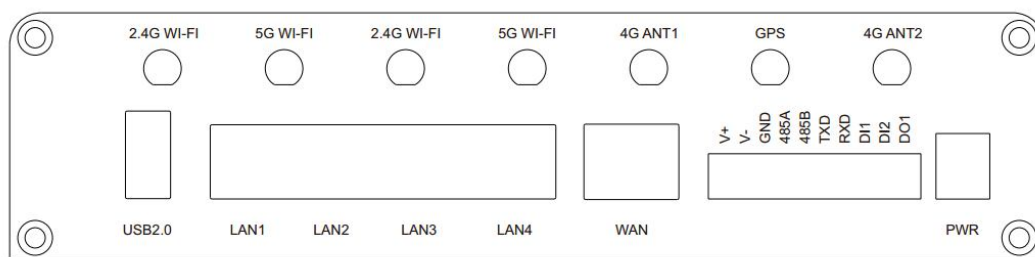 2.4G WI-FI 5G WI-FI 2.4G WI-FI 5G WI-FI 4G ANT1 GPS 4G ANT2
V+ V- GND 485A 485B TXD RXD DI1 DI2 DO1
USB2.0 LAN1 LAN2 LAN3 LAN4 WAN PWR